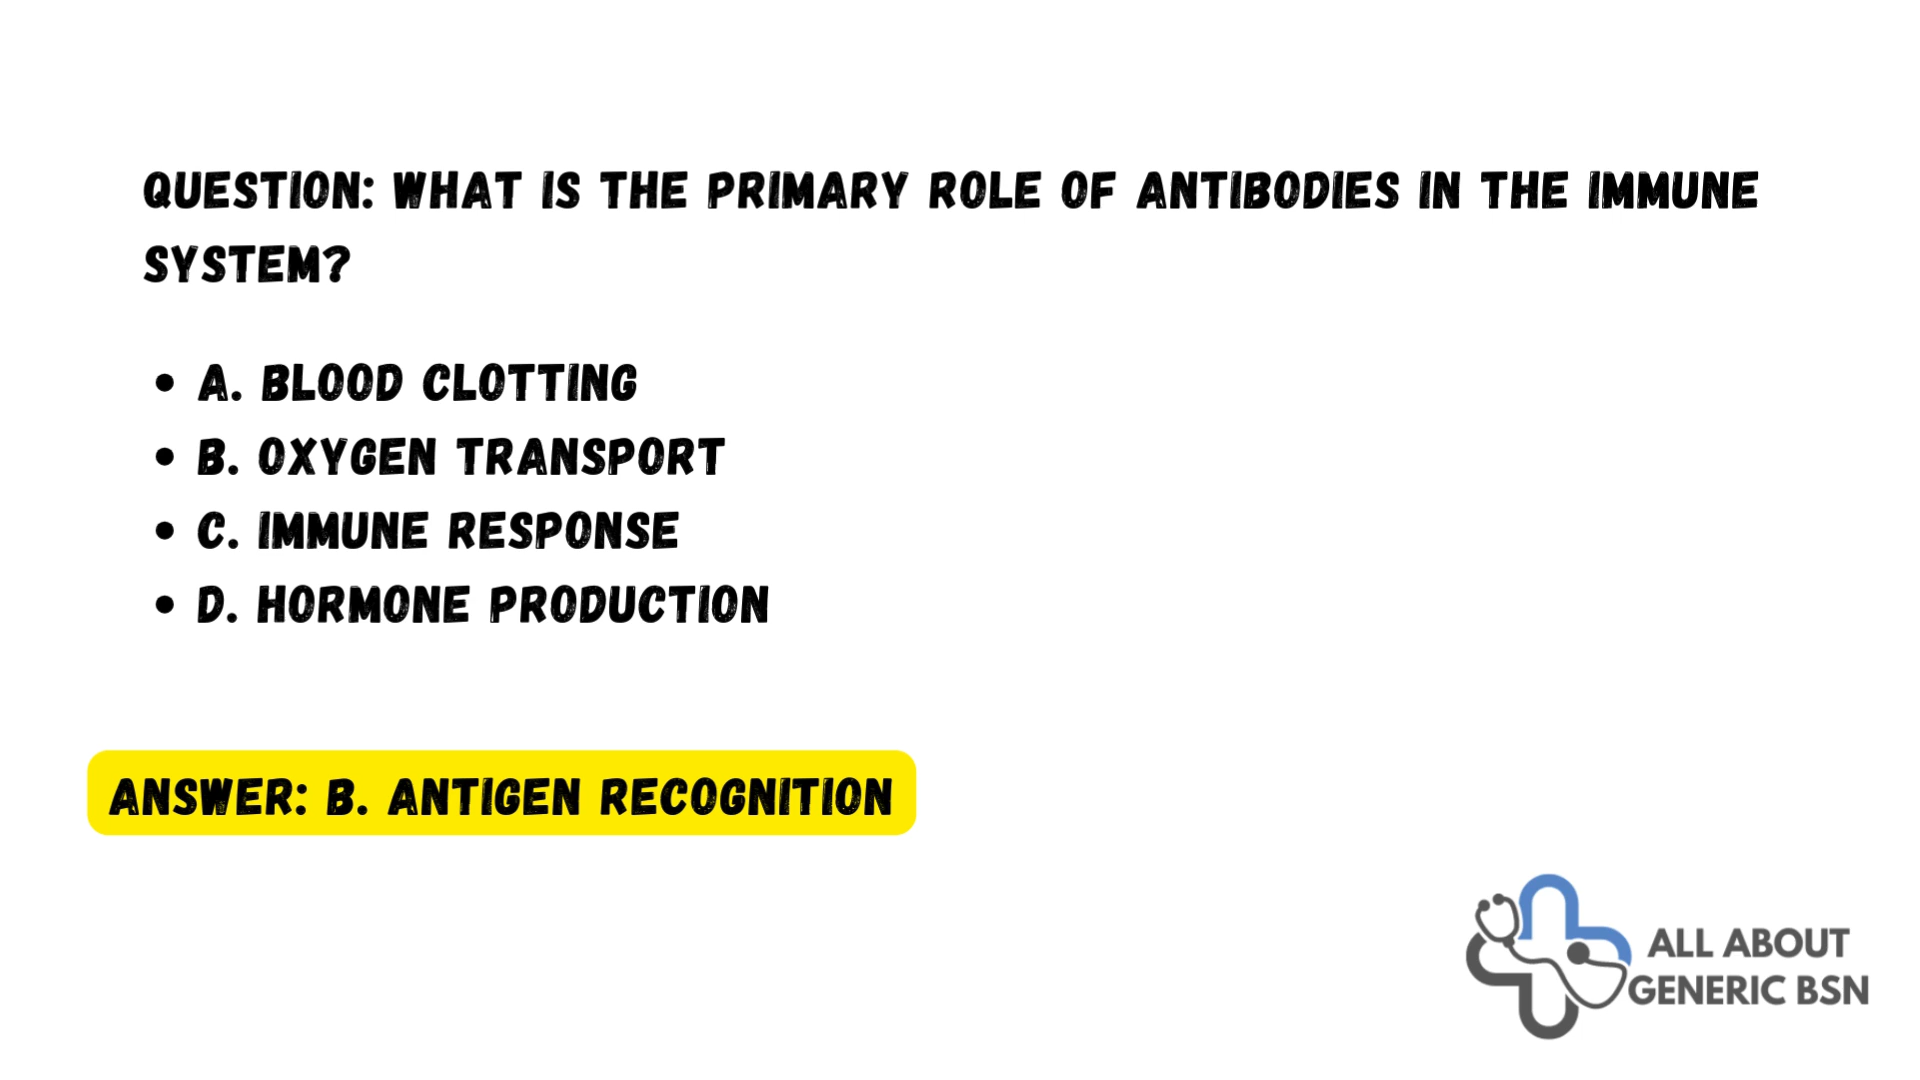 QUESTION: WHAT IS THE PRIMARY ROLE OF ANTIBODIES IN THE IMMUNE
SYSTEM?
• A. BLOOD CLOTTING
• B. OXYGEN TRANSPORT
• C. IMMUNE RESPONSE
• D. HORMONE PRODUCTION
ANSWER: B. ANTIGEN RECOGNITION
ALL ABOUT
GENERIC BSN